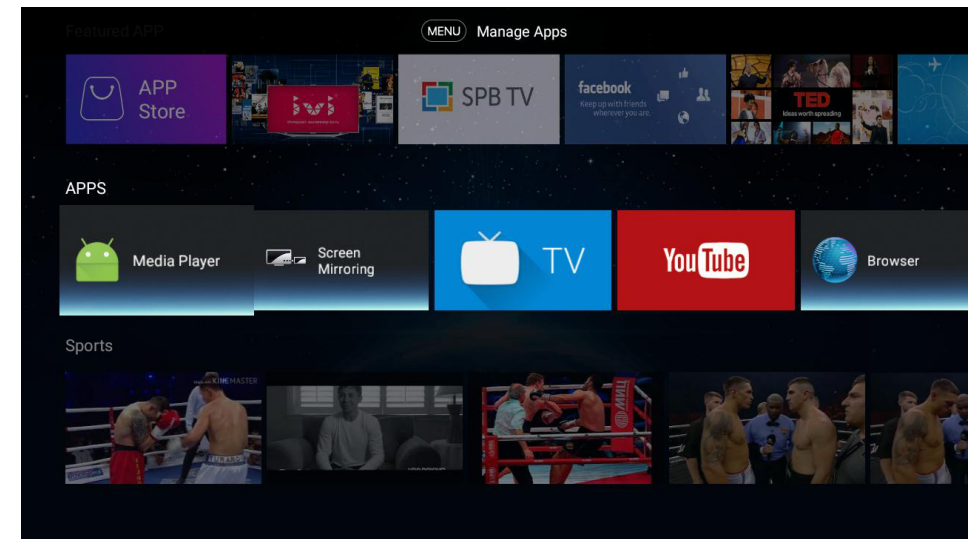 Featured APP
MENU Manage Apps
APP
Store
ivi
SPB TV
facebook
Keep up with friends
wherever you are.
TED
Ideas worth spreading
APPS
Media Player
Screen
Mirroring
TV
YouTube
Browser
Sports
KINEMASTER